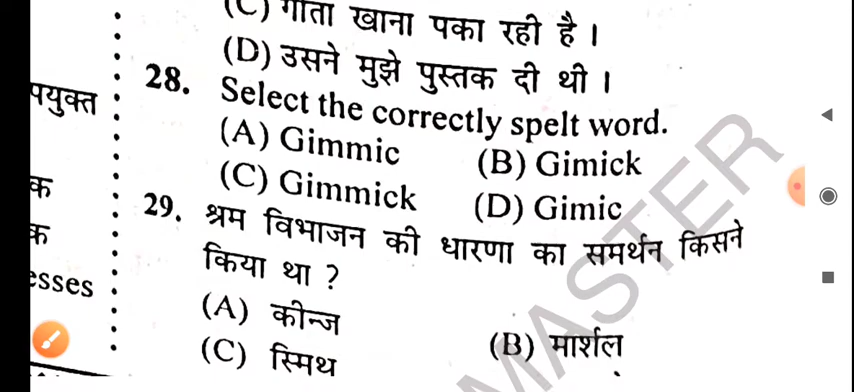 (C) गीता खाना पका रही है ।
(D) उसने मुझे पुस्तक दी थी ।
28. Select the correctly spelt word.
(A) Gimmic (B) Gimick
(C) Gimmick (D) Gimic
29. श्रम विभाजन की धारणा का समर्थन किसने
किया था ?
(A) कीन्ज (B) मार्शल
(C) स्मिथ
पयुक्त
क
क
esses
MASTER